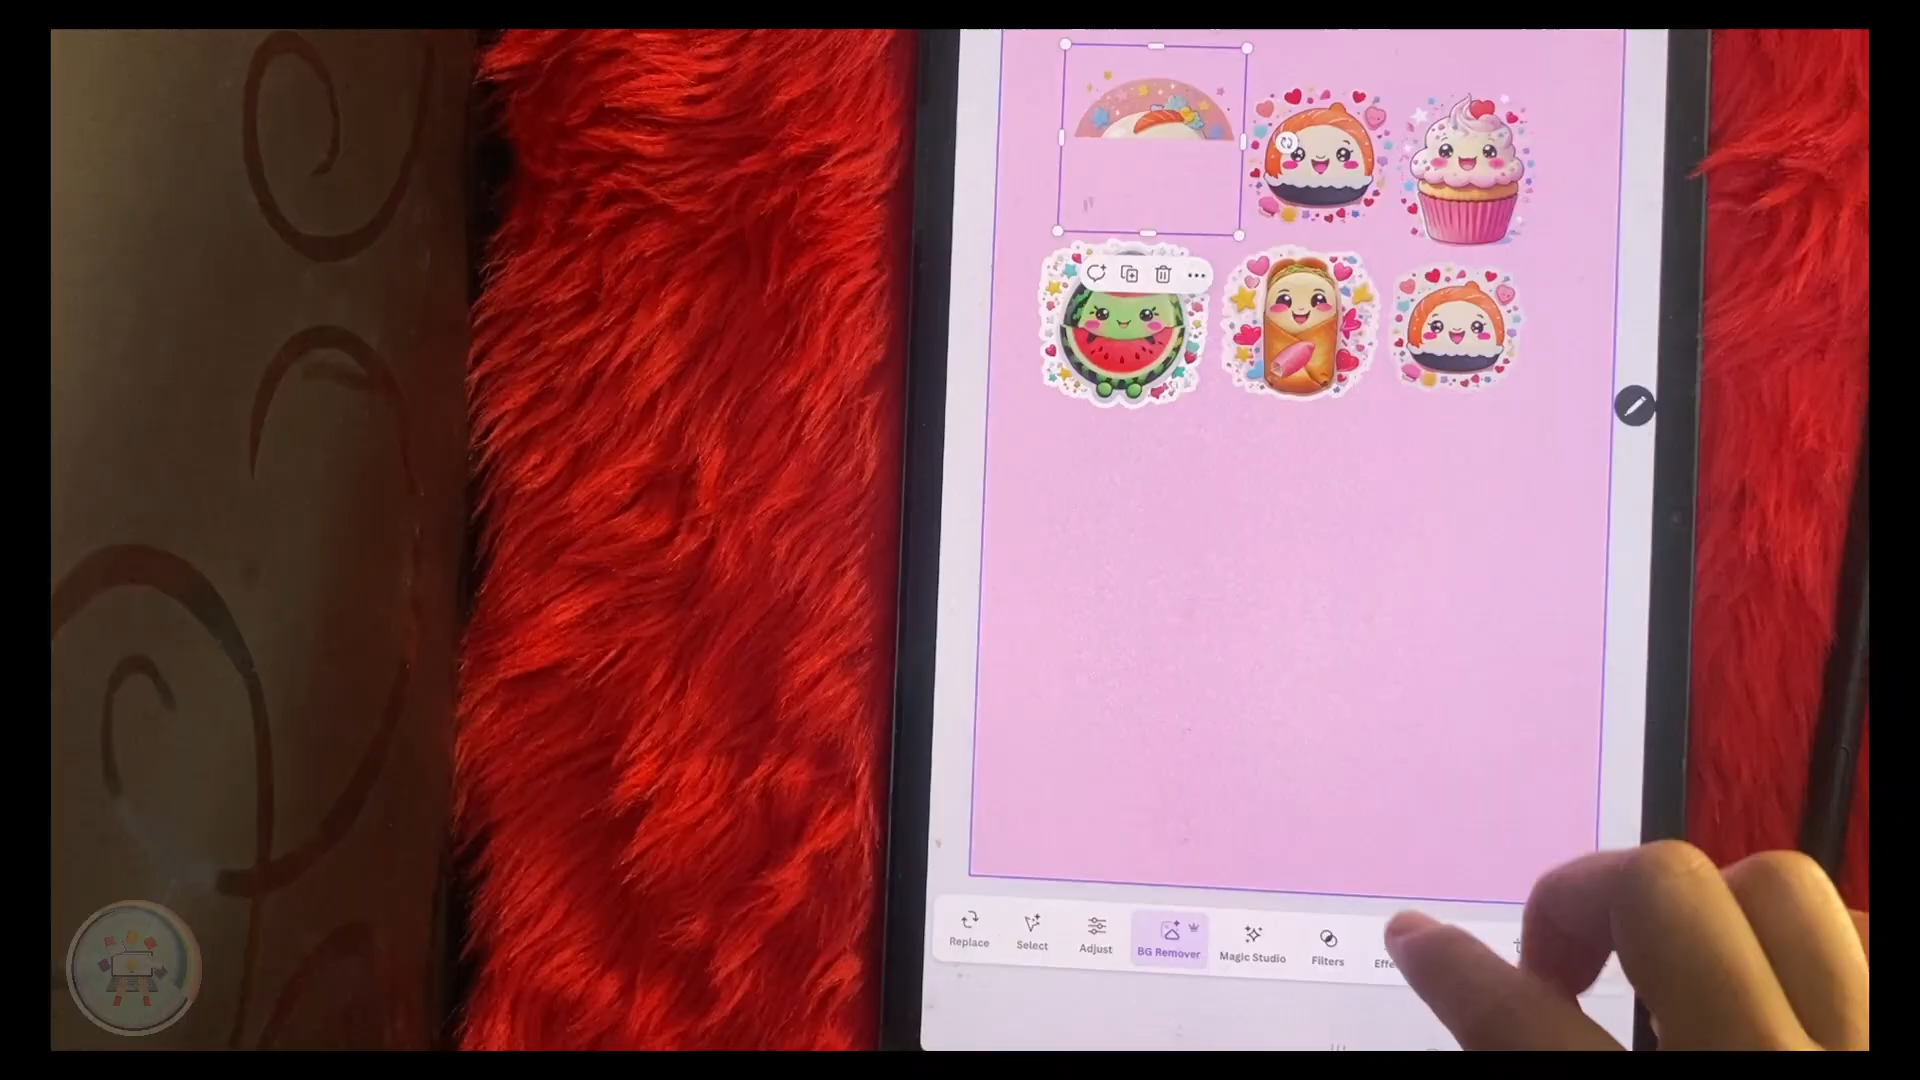 Replace
Select
Adjust
BG Remover
Magic Studio
Filters